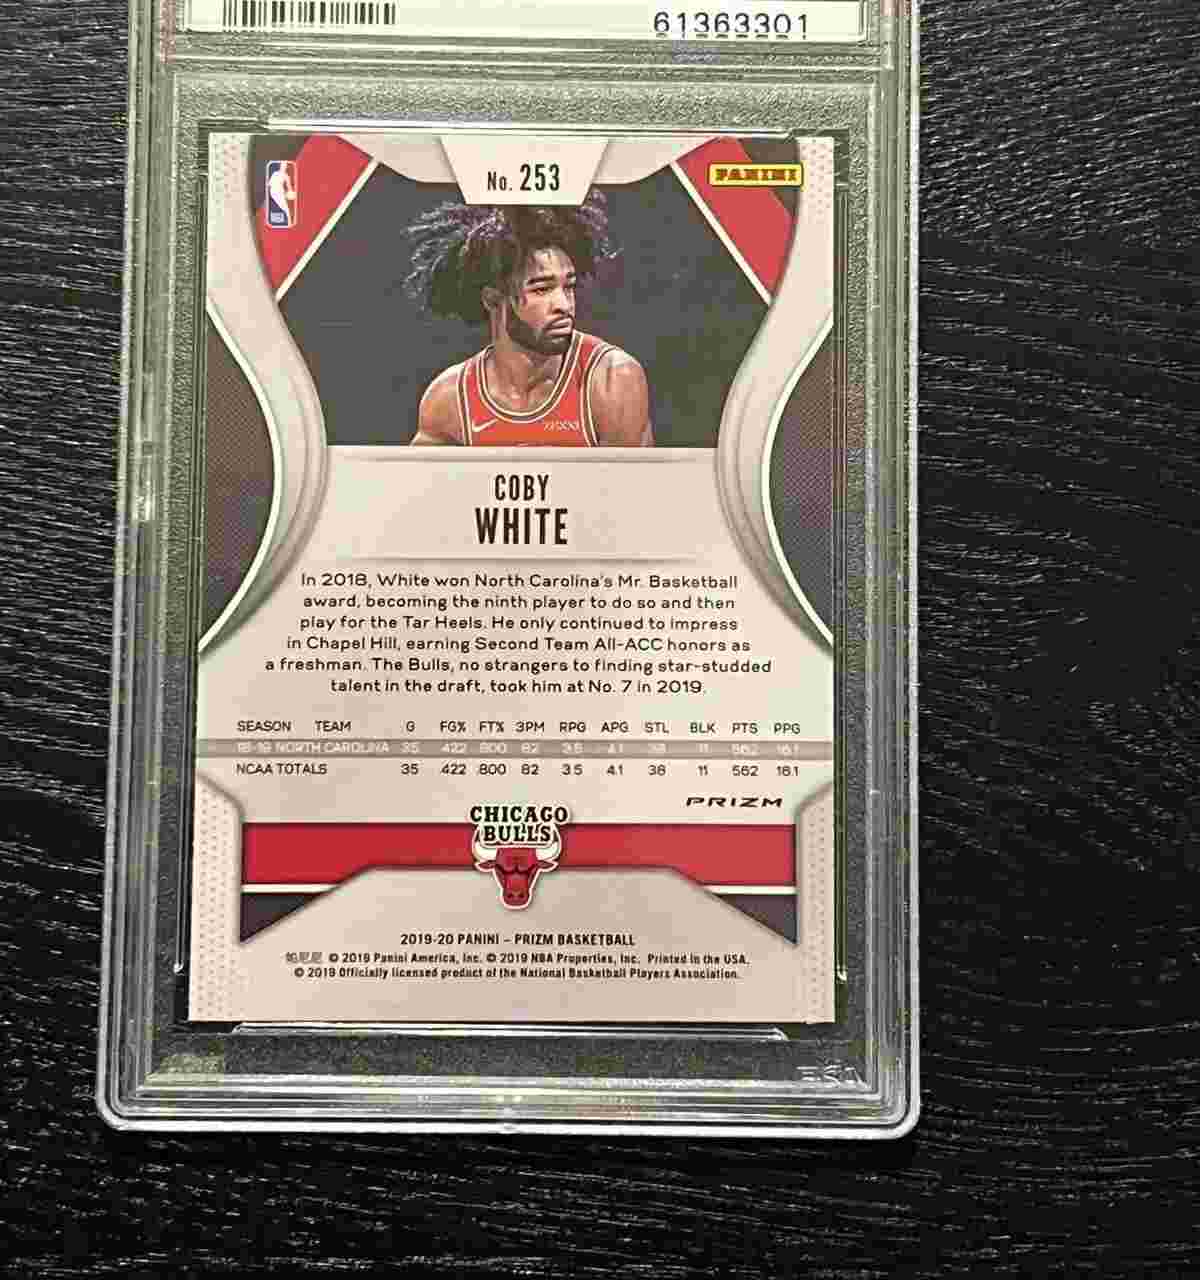 61363301
No. 253
PANINI
NBA
COBY
WHITE
In 2018, White won North Carolina's Mr. Basketball
award, becoming the ninth player to do so and then
play for the Tar Heels. He only continued to impress
in Chapel Hill, earning Second Team All-ACC honors as
a freshman. The Bulls, no strangers to finding star-studded
talent in the draft, took him at No. 7 in 2019.
SEASON TEAM G FG% FT% 3PM RPG APG STL BLK PTS PPG
18-19 NORTH CAROLINA 35 .422 .800 82 3.5 4.1 38 11 562 16.1
NCAA TOTALS 35 .422 .800 82 3.5 4.1 38 11 562 16.1
PRIZM
CHICAGO
BULLS
2019-20 PANINI – PRIZM BASKETBALL
帕尼尼 © 2019 Panini America, Inc. © 2019 NBA Properties, Inc. Printed in the USA.
© 2019 Officially licensed product of the National Basketball Players Association.